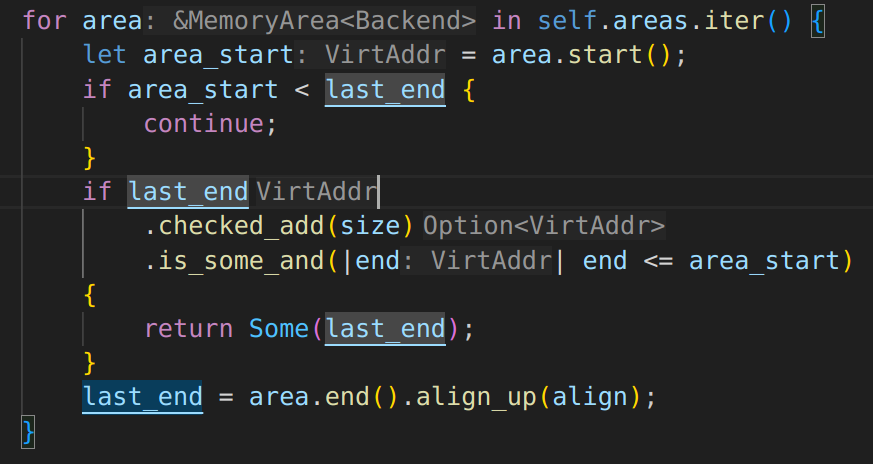 for area: &MemoryArea<Backend> in self.areas.iter() {
    let area_start: VirtAddr = area.start();
    if area_start < last_end {
        continue;
    }
    if last_end VirtAddr
        .checked_add(size) Option<VirtAddr>
        .is_some_and(|end: VirtAddr| end <= area_start)
    {
        return Some(last_end);
    }
    last_end = area.end().align_up(align);
}